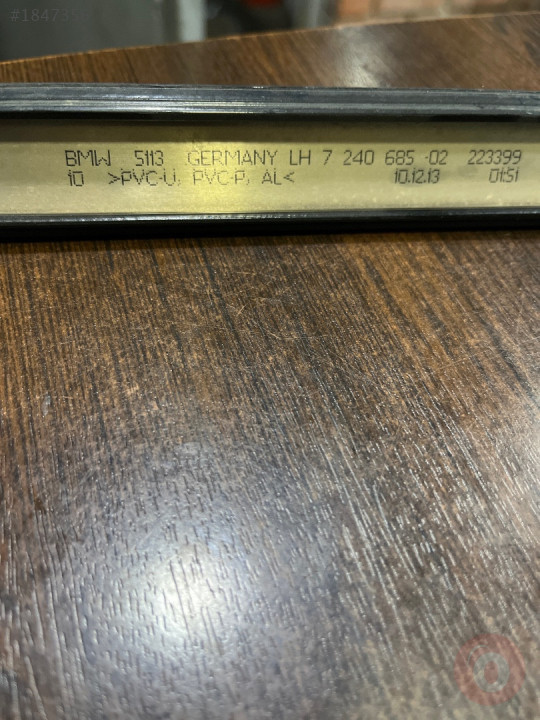 BMW 5113 GERMANY LH 7 240 685-02 223399
10 >PVC-U, PVC-P, AL< 10.12.13 01:51